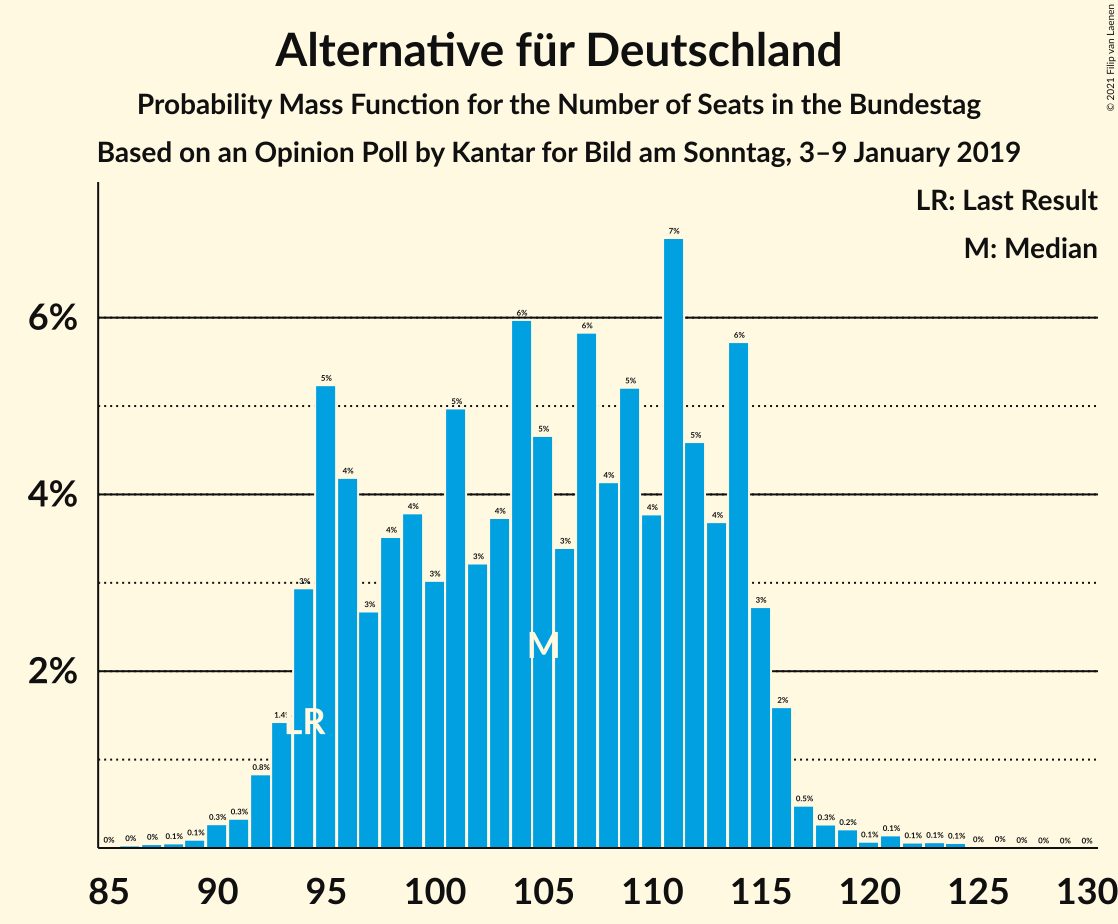 Alternative für Deutschland
Probability Mass Function for the Number of Seats in the Bundestag
Based on an Opinion Poll by Kantar for Bild am Sonntag, 3–9 January 2019
© 2021 Filip van Laenen
LR: Last Result
M: Median
6%
4%
2%
0% 0% 0% 0.1% 0.1% 0.3% 0.3% 0.8% 1.4% 3% 5% 4% 3% 4% 4% 3% 5% 3% 4% 6% 5% 3% 6% 4% 5% 4% 7% 5% 4% 6% 3% 2% 0.5% 0.3% 0.2% 0.1% 0.1% 0.1% 0.1% 0.1% 0% 0% 0% 0% 0% 0%
LR
M
85 90 95 100 105 110 115 120 125 130